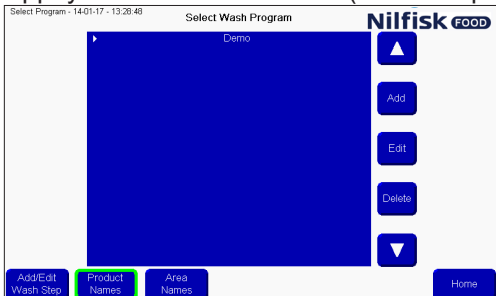 Select Program - 14-01-17 - 13:28:48
Select Wash Program
Nilfisk FOOD
Demo
Add
Edit
Delete
Add/Edit
Wash Step
Product
Names
Area
Names
Home